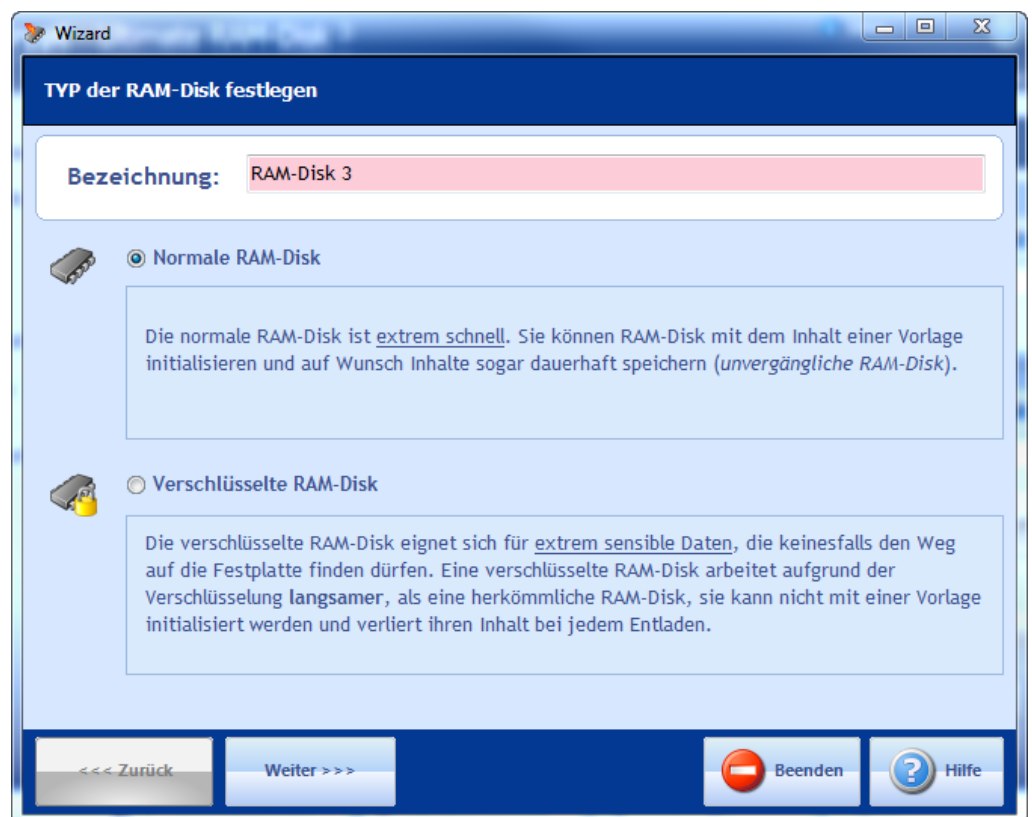 Wizard
TYP der RAM-Disk festlegen
Bezeichnung: RAM-Disk 3
Normale RAM-Disk
Die normale RAM-Disk ist extrem schnell. Sie können RAM-Disk mit dem Inhalt einer Vorlage
initialisieren und auf Wunsch Inhalte sogar dauerhaft speichern (unvergängliche RAM-Disk).
Verschlüsselte RAM-Disk
Die verschlüsselte RAM-Disk eignet sich für extrem sensible Daten, die keinesfalls den Weg
auf die Festplatte finden dürfen. Eine verschlüsselte RAM-Disk arbeitet aufgrund der
Verschlüsselung langsamer, als eine herkömmliche RAM-Disk, sie kann nicht mit einer Vorlage
initialisiert werden und verliert ihren Inhalt bei jedem Entladen.
<<< Zurück Weiter >>> Beenden Hilfe